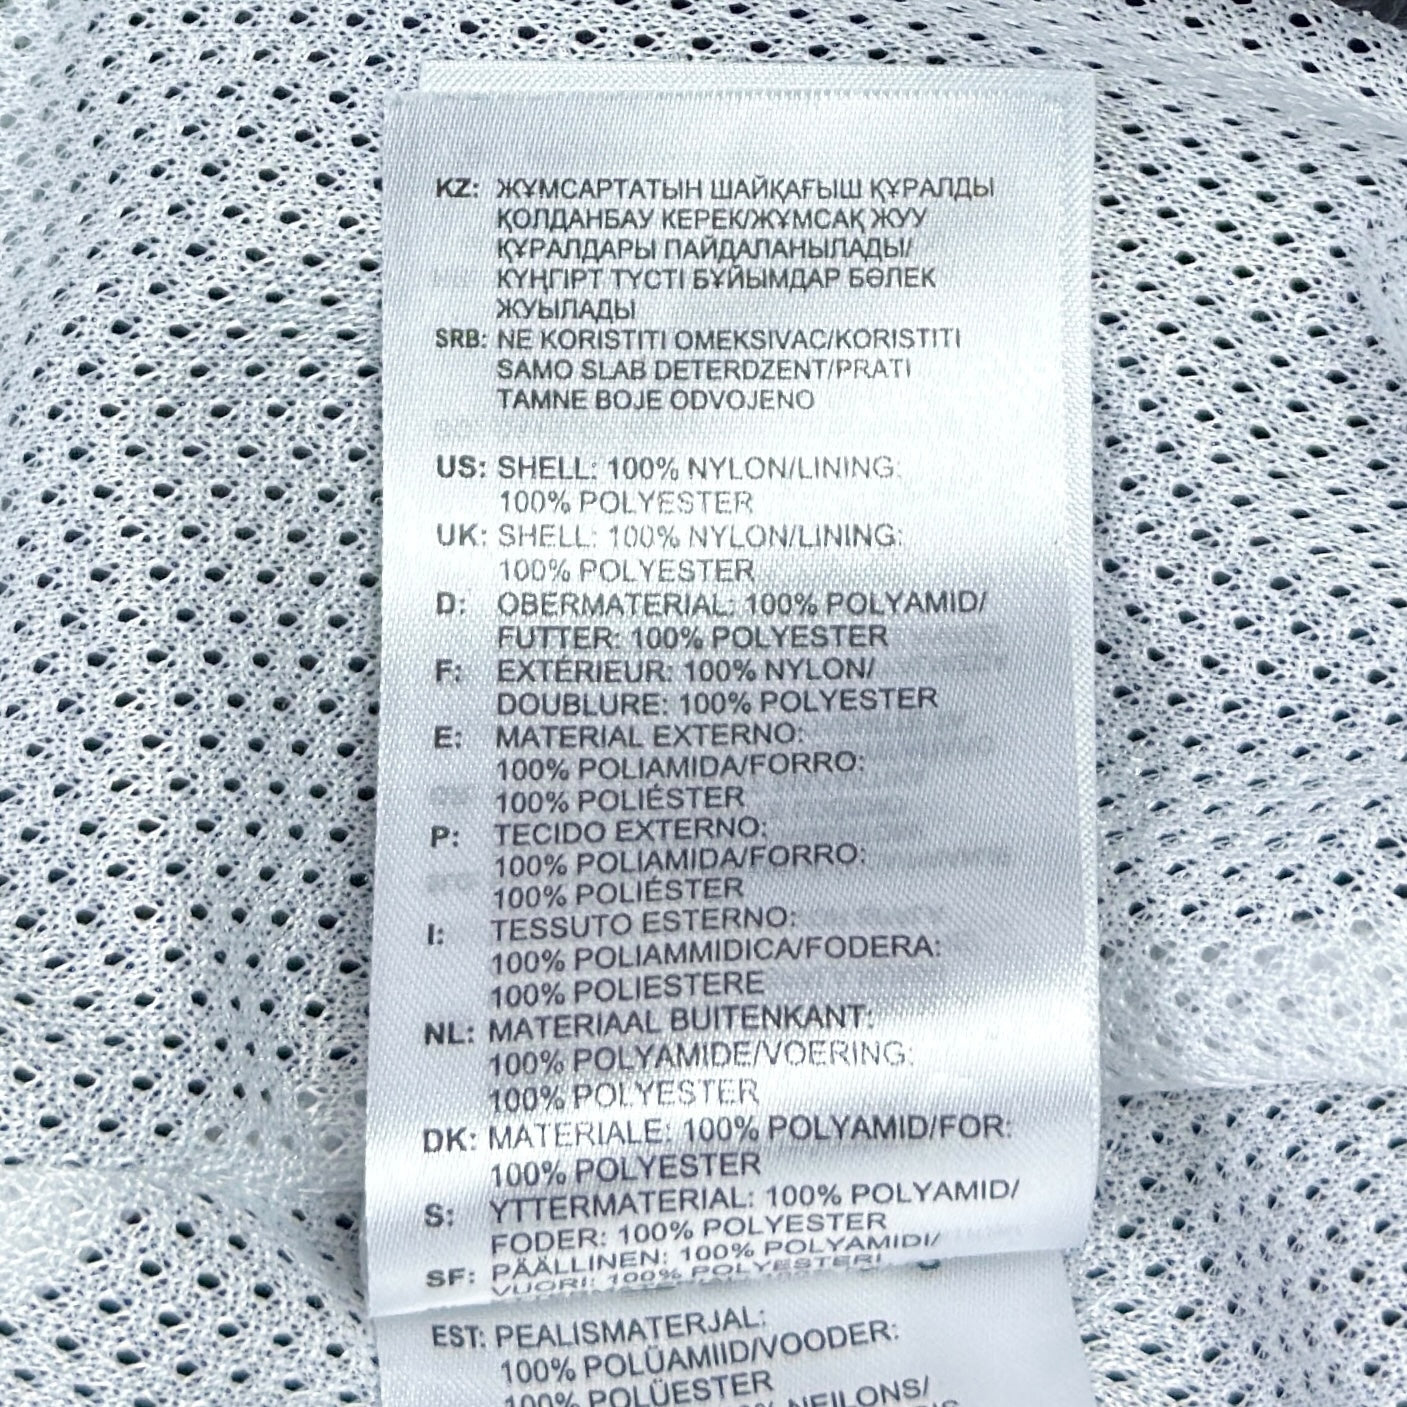 KZ: ЖҰМСАРТАТЫН ШАЙҚАҒЫШ ҚҰРАЛДЫ
ҚОЛДАНБАУ КЕРЕК/ЖҰМСАҚ ЖУУ
ҚҰРАЛДАРЫ ПАЙДАЛАНЫЛАДЫ/
КҮҢГІРТ ТҮСТІ БҰЙЫМДАР БӨЛЕК
ЖУЫЛАДЫ
SRB: NE KORISTITI OMEKSIVAC/KORISTITI
SAMO SLAB DETERDZENT/PRATI
TAMNE BOJE ODVOJENO
US: SHELL: 100% NYLON/LINING:
100% POLYESTER
UK: SHELL: 100% NYLON/LINING:
100% POLYESTER
D: OBERMATERIAL: 100% POLYAMID/
FUTTER: 100% POLYESTER
F: EXTÉRIEUR: 100% NYLON/
DOUBLURE: 100% POLYESTER
E: MATERIAL EXTERNO:
100% POLIAMIDA/FORRO:
100% POLIÉSTER
P: TECIDO EXTERNO:
100% POLIAMIDA/FORRO:
100% POLIÉSTER
I: TESSUTO ESTERNO:
100% POLIAMMIDICA/FODERA:
100% POLIESTERE
NL: MATERIAAL BUITENKANT:
100% POLYAMIDE/VOERING:
100% POLYESTER
DK: MATERIALE: 100% POLYAMID/FOR:
100% POLYESTER
S: YTTERMATERIAL: 100% POLYAMID/
FODER: 100% POLYESTER
SF: PÄÄLLINEN: 100% POLYAMIDI/
VUORI: 100% POLYESTERI
EST: PEALISMATERJAL:
100% POLÜAMIID/VOODER:
100% POLÜESTER
NEILONS/